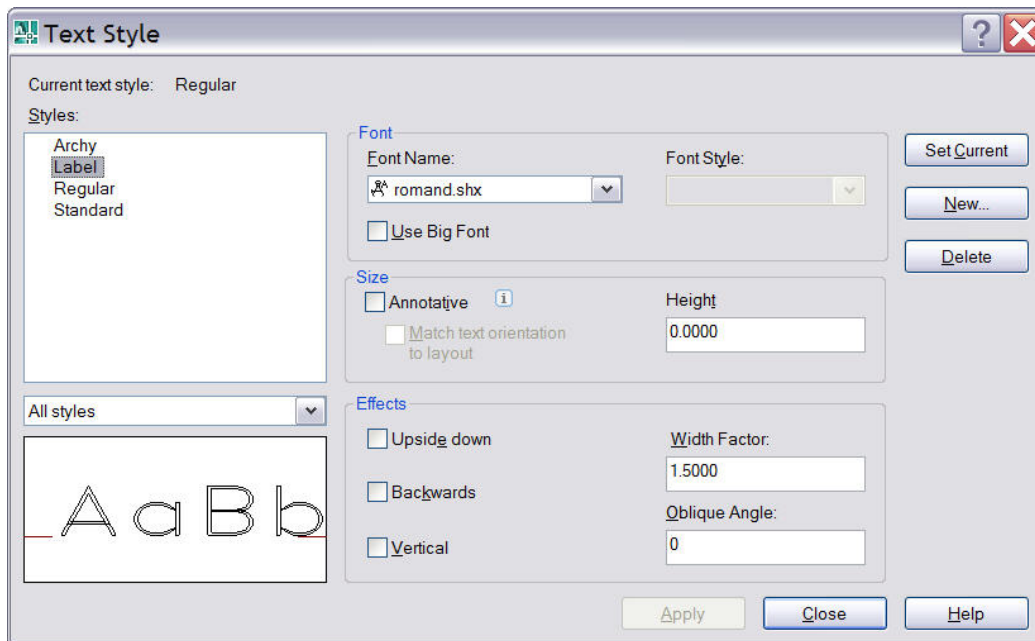 Text Style
Current text style: Regular
Styles:
Archy
Label
Regular
Standard
All styles
AaBb
Font
Font Name:
romand.shx
Font Style:
Use Big Font
Size
Annotative
Match text orientation
to layout
Height
0.0000
Effects
Upside down
Backwards
Vertical
Width Factor:
1.5000
Oblique Angle:
0
Set Current
New...
Delete
Apply
Close
Help